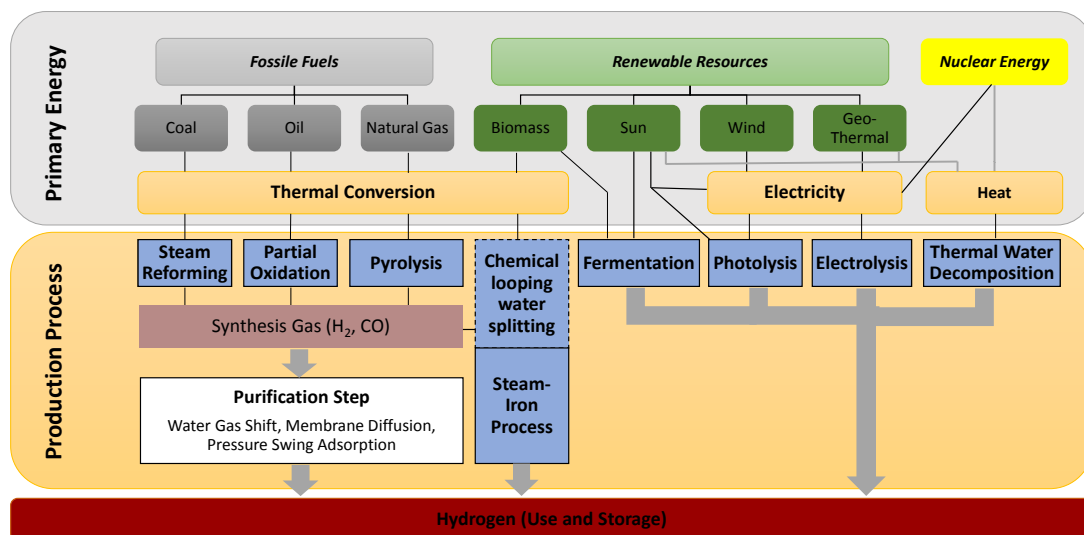 Primary Energy
Fossile Fuels
Renewable Resources
Nuclear Energy
Coal
Oil
Natural Gas
Biomass
Sun
Wind
Geo-
Thermal
Thermal Conversion
Electricity
Heat
Production Process
Steam
Reforming
Partial
Oxidation
Pyrolysis
Chemical
looping
water
splitting
Fermentation
Photolysis
Electrolysis
Thermal Water
Decomposition
Synthesis Gas (H₂, CO)
Purification Step
Water Gas Shift, Membrane Diffusion,
Pressure Swing Adsorption
Steam-
Iron
Process
Hydrogen (Use and Storage)